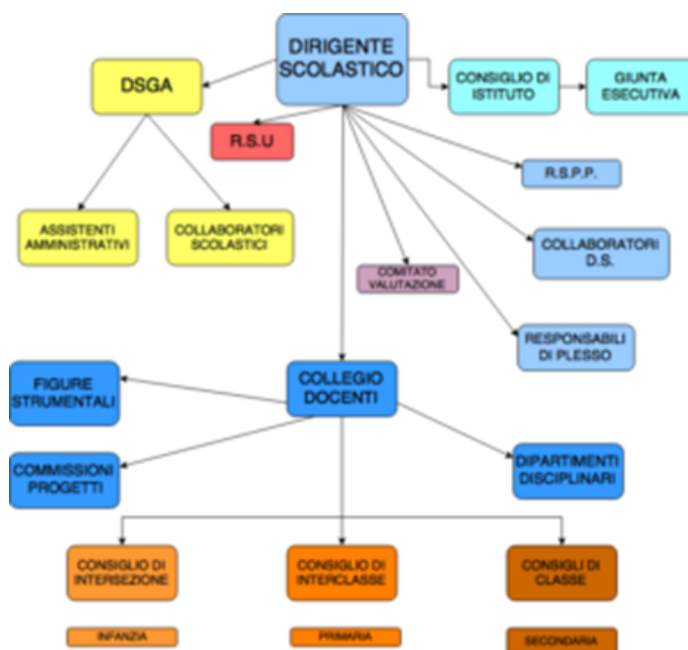 DIRIGENTE
SCOLASTICO
DSGA
CONSIGLIO DI
ISTITUTO
GIUNTA
ESECUTIVA
R.S.U
R.S.P.P.
ASSISTENTI
AMMINISTRATIVI
COLLABORATORI
SCOLASTICI
COLLABORATORI
D.S.
COMITATO
VALUTAZIONE
RESPONSABILI
DI PLESSO
FIGURE
STRUMENTALI
COLLEGIO
DOCENTI
COMMISSIONI
PROGETTI
DIPARTIMENTI
DISCIPLINARI
CONSIGLIO DI
INTERSEZIONE
CONSIGLIO DI
INTERCLASSE
CONSIGLI DI
CLASSE
INFANZIA
PRIMARIA
SECONDARIA